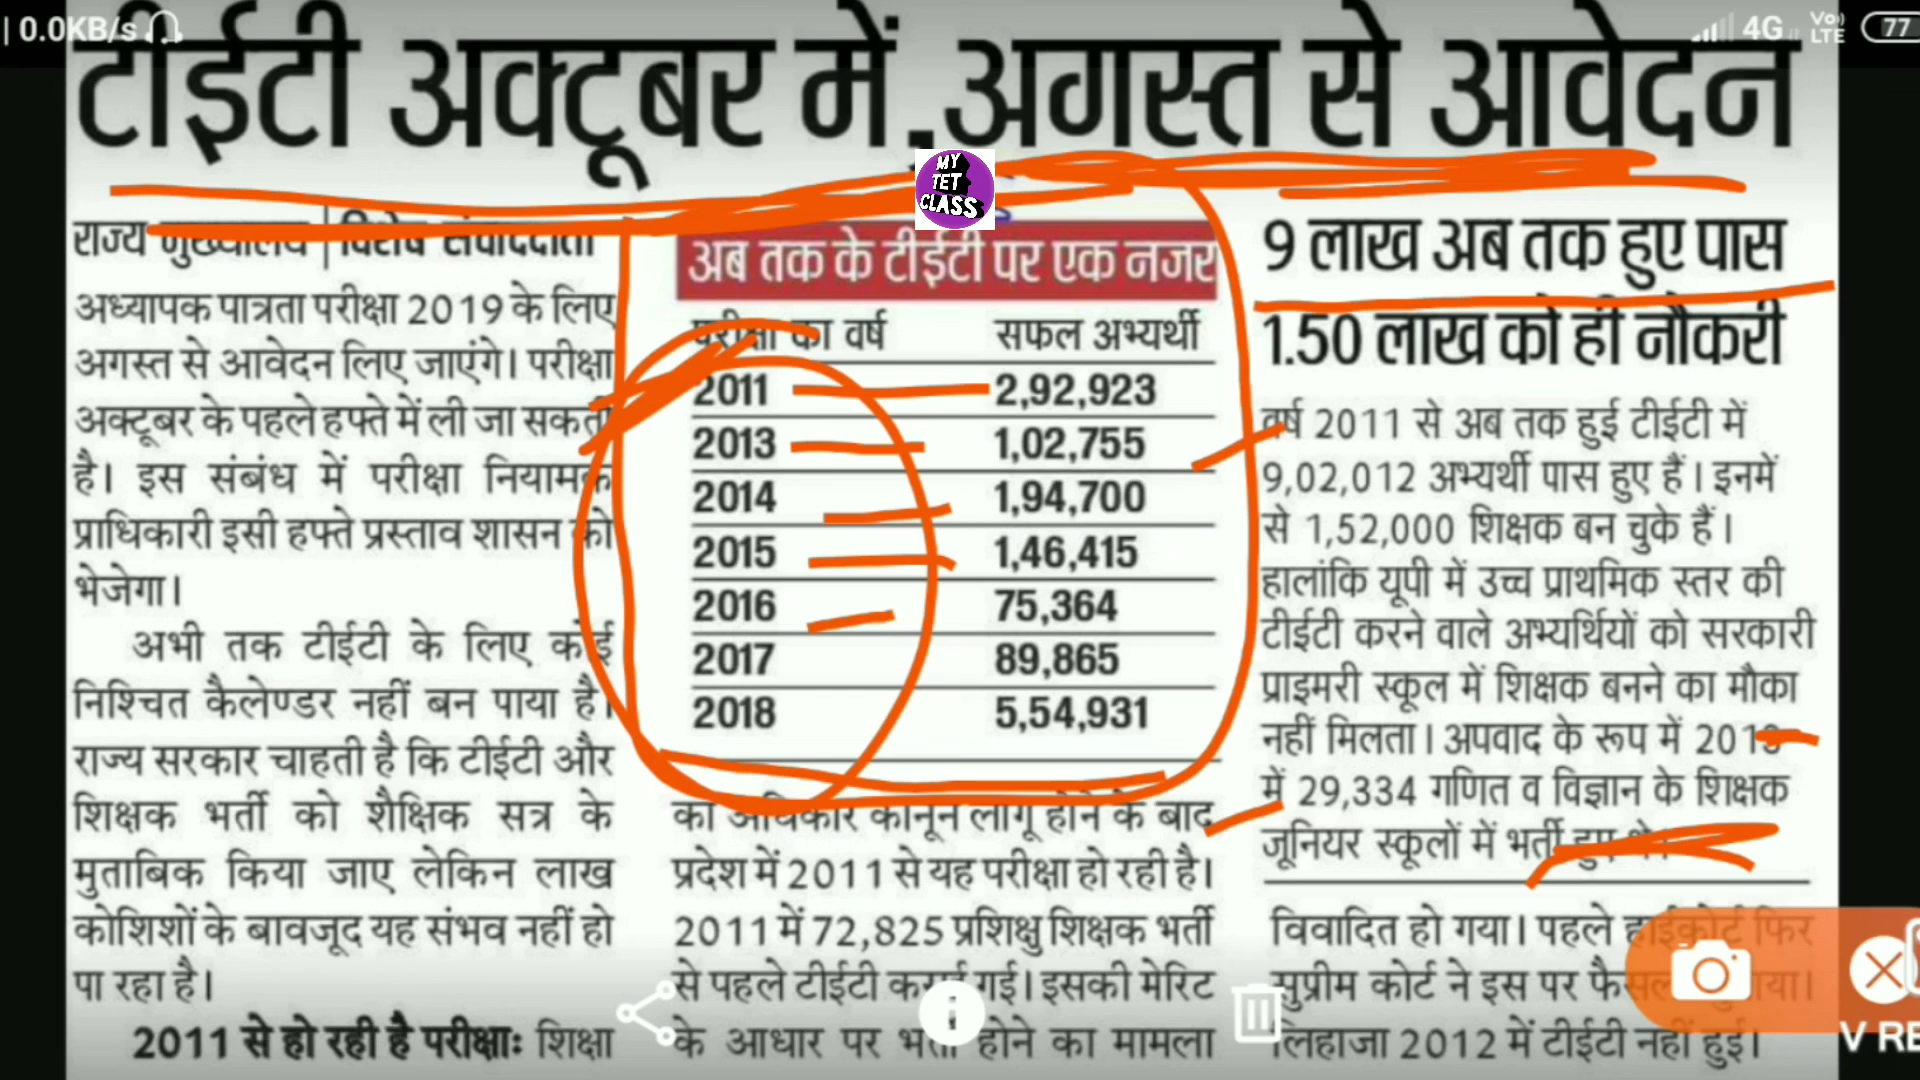 | 0.0KB/s
4G Vo)) LTE 77
टीईटी अक्टूबर में, अगस्त से आवेदन
MY
TET
CLASS
राज्य मुख्यालय | विशेष संवाददाता
अध्यापक पात्रता परीक्षा 2019 के लिए
अगस्त से आवेदन लिए जाएंगे। परीक्षा
अक्टूबर के पहले हफ्ते में ली जा सकती
है। इस संबंध में परीक्षा नियामक
प्राधिकारी इसी हफ्ते प्रस्ताव शासन को
भेजेगा।
अभी तक टीईटी के लिए कोई
निश्चित कैलेण्डर नहीं बन पाया है।
राज्य सरकार चाहती है कि टीईटी और
शिक्षक भर्ती को शैक्षिक सत्र के
मुताबिक किया जाए लेकिन लाख
कोशिशों के बावजूद यह संभव नहीं हो
पा रहा है।
2011 से हो रही है परीक्षाः शिक्षा
अब तक के टीईटी पर एक नजर
परीक्षा का वर्ष सफल अभ्यर्थी
2011 2,92,923
2013 1,02,755
2014 1,94,700
2015 1,46,415
2016 75,364
2017 89,865
2018 5,54,931
का अधिकार कानून लागू होने के बाद
प्रदेश में 2011 से यह परीक्षा हो रही है।
2011 में 72,825 प्रशिक्षु शिक्षक भर्ती
से पहले टीईटी कराई गई। इसकी मेरिट
के आधार पर भर्ती होने का मामला
9 लाख अब तक हुए पास
1.50 लाख को ही नौकरी
वर्ष 2011 से अब तक हुई टीईटी में
9,02,012 अभ्यर्थी पास हुए हैं। इनमें
से 1,52,000 शिक्षक बन चुके हैं।
हालांकि यूपी में उच्च प्राथमिक स्तर की
टीईटी करने वाले अभ्यर्थियों को सरकारी
प्राइमरी स्कूल में शिक्षक बनने का मौका
नहीं मिलता। अपवाद के रूप में 2013
में 29,334 गणित व विज्ञान के शिक्षक
जूनियर स्कूलों में भर्ती हुए थे।
विवादित हो गया। पहले हाईकोर्ट फिर
सुप्रीम कोर्ट ने इस पर
लिहाजा 2012 में टीईटी नहीं हुई।
V RE